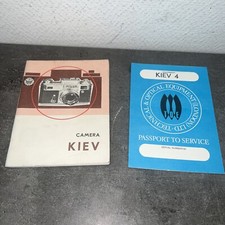 CAMERA
KIEV
KIEV 4
TECHNICAL & OPTICAL EQUIPMENT (LONDON) LTD
PASSPORT TO SERVICE